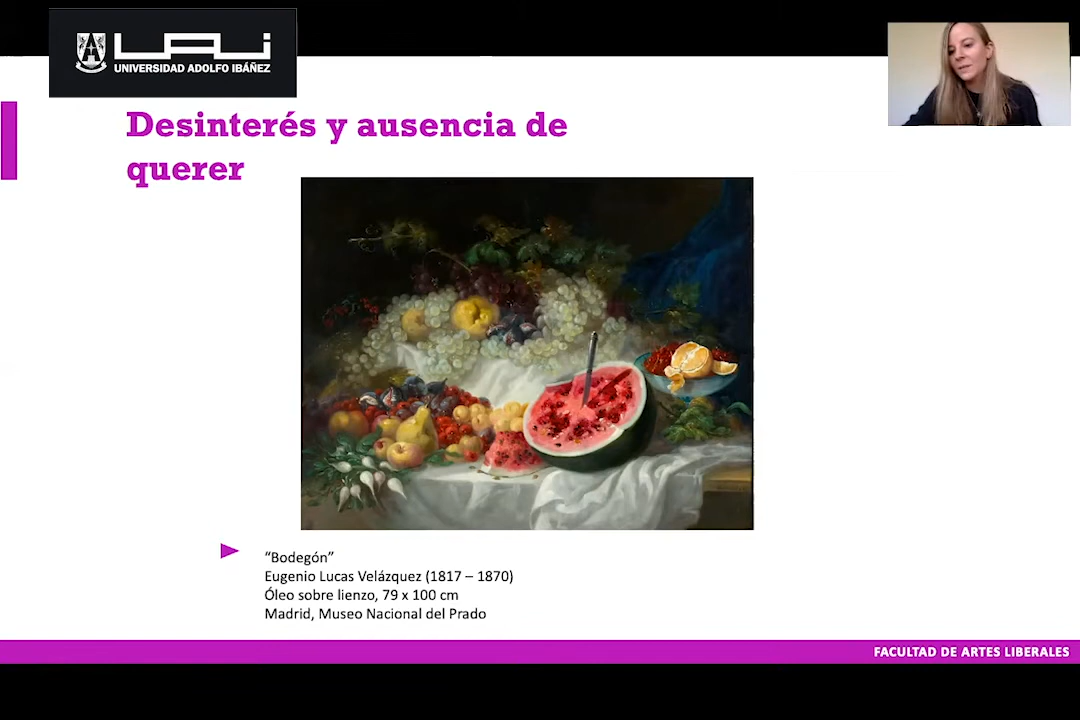 UAI
UNIVERSIDAD ADOLFO IBÁÑEZ
Desinterés y ausencia de
querer
“Bodegón”
Eugenio Lucas Velázquez (1817 – 1870)
Óleo sobre lienzo, 79 x 100 cm
Madrid, Museo Nacional del Prado
FACULTAD DE ARTES LIBERALES